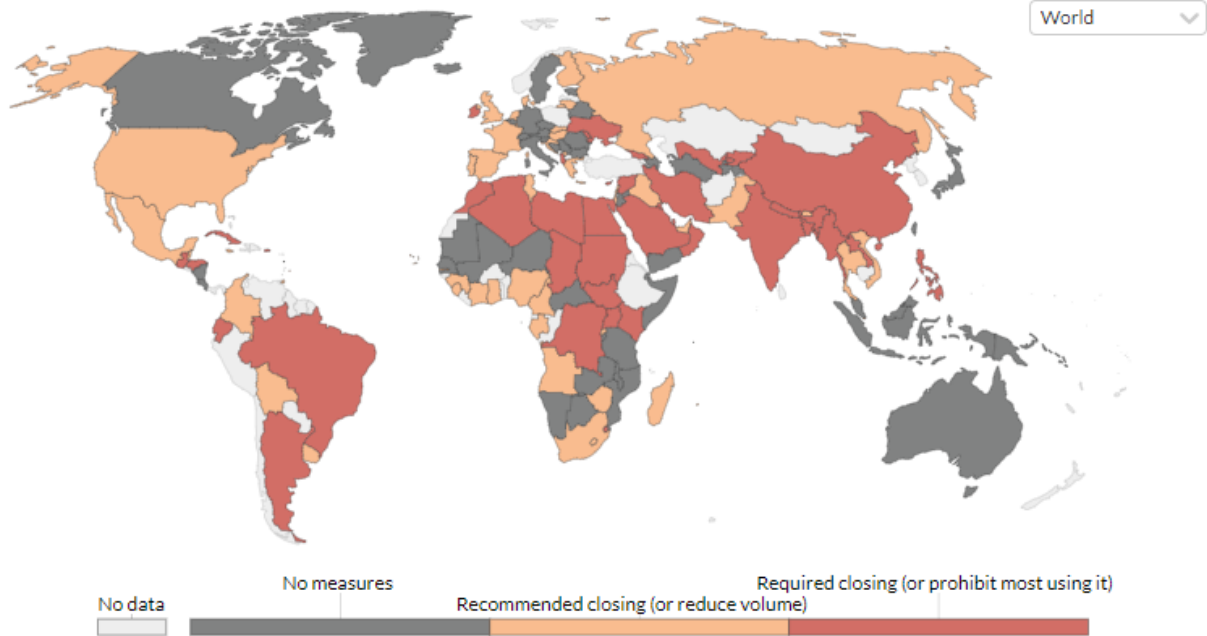 World
No measures
Required closing (or prohibit most using it)
No data
Recommended closing (or reduce volume)